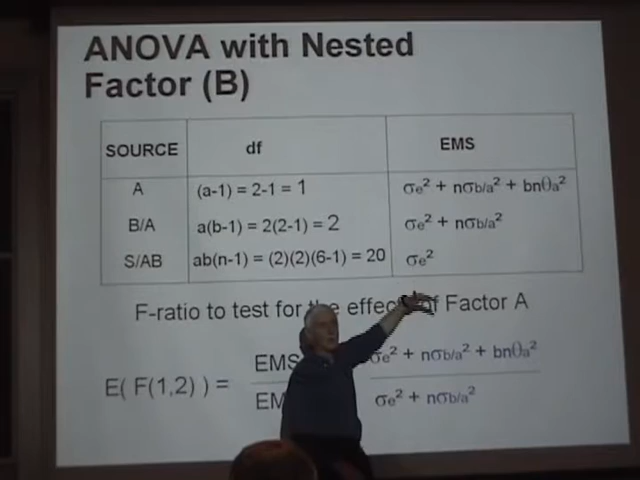 ANOVA with Nested
Factor (B)
SOURCE df EMS
A (a-1) = 2-1 = 1 σe² + nσb/a² + bnθa²
B/A a(b-1) = 2(2-1) = 2 σe² + nσb/a²
S/AB ab(n-1) = (2)(2)(6-1) = 20 σe²
F-ratio to test for the effect of Factor A
E( F(1,2) ) = EMS σe² + nσb/a² + bnθa²
σe² + nσb/a²